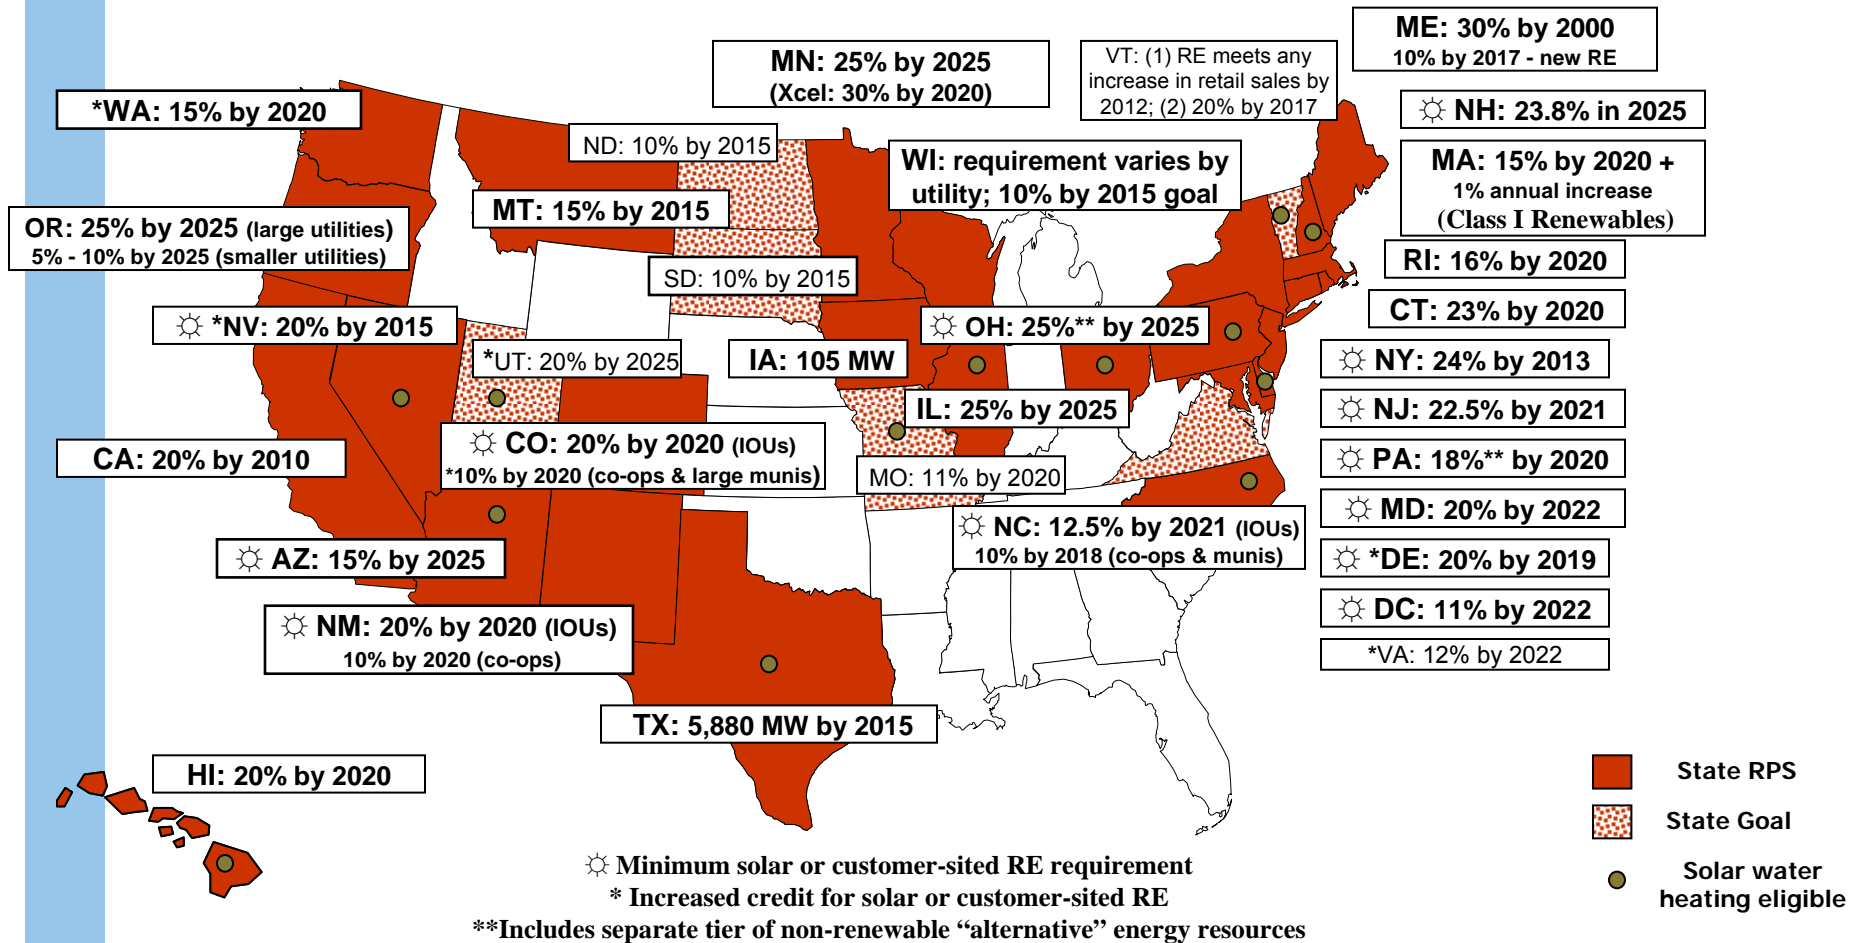 ME: 30% by 2000
10% by 2017 - new RE
MN: 25% by 2025
(Xcel: 30% by 2020)
VT: (1) RE meets any
increase in retail sales by
2012; (2) 20% by 2017
*WA: 15% by 2020
☼ NH: 23.8% in 2025
ND: 10% by 2015
WI: requirement varies by
utility; 10% by 2015 goal
MA: 15% by 2020 +
1% annual increase
(Class I Renewables)
MT: 15% by 2015
OR: 25% by 2025 (large utilities)
5% - 10% by 2025 (smaller utilities)
RI: 16% by 2020
SD: 10% by 2015
CT: 23% by 2020
☼ *NV: 20% by 2015
☼ OH: 25%** by 2025
*UT: 20% by 2025
IA: 105 MW
☼ NY: 24% by 2013
IL: 25% by 2025
☼ NJ: 22.5% by 2021
☼ CO: 20% by 2020 (IOUs)
*10% by 2020 (co-ops & large munis)
CA: 20% by 2010
☼ PA: 18%** by 2020
MO: 11% by 2020
☼ MD: 20% by 2022
☼ NC: 12.5% by 2021 (IOUs)
10% by 2018 (co-ops & munis)
☼ AZ: 15% by 2025
☼ *DE: 20% by 2019
☼ DC: 11% by 2022
☼ NM: 20% by 2020 (IOUs)
10% by 2020 (co-ops)
*VA: 12% by 2022
TX: 5,880 MW by 2015
HI: 20% by 2020
State RPS
State Goal
Solar water
heating eligible
☼ Minimum solar or customer-sited RE requirement
* Increased credit for solar or customer-sited RE
**Includes separate tier of non-renewable “alternative” energy resources